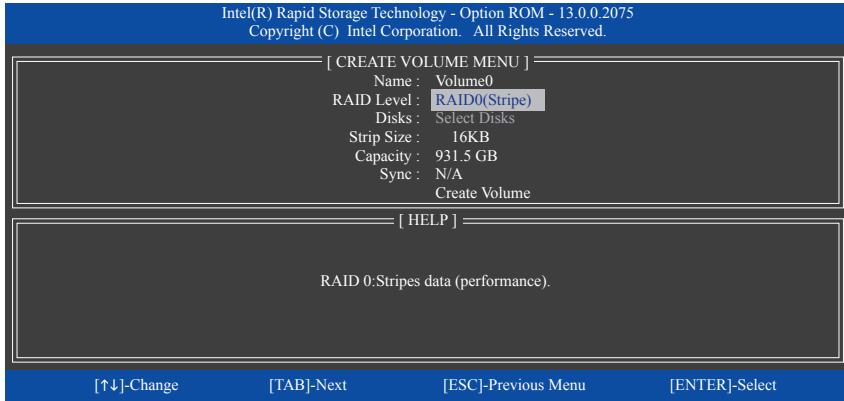 Intel(R) Rapid Storage Technology - Option ROM - 13.0.0.2075
Copyright (C) Intel Corporation. All Rights Reserved.
[ CREATE VOLUME MENU ]
Name : Volume0
RAID Level : RAID0(Stripe)
Disks : Select Disks
Strip Size : 16KB
Capacity : 931.5 GB
Sync : N/A
Create Volume
[ HELP ]
RAID 0:Stripes data (performance).
[↑↓]-Change [TAB]-Next [ESC]-Previous Menu [ENTER]-Select